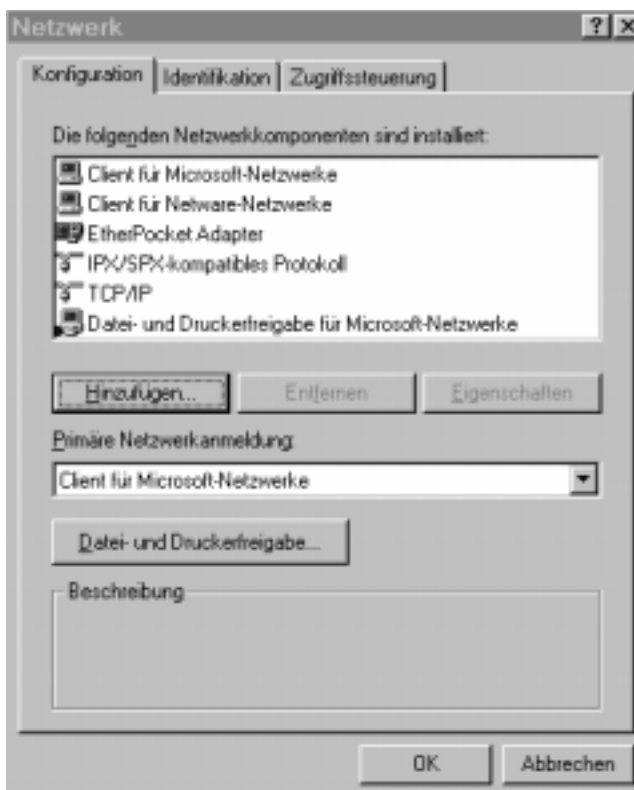 Netzwerk
Konfiguration Identifikation Zugriffssteuerung
Die folgenden Netzwerkkomponenten sind installiert:
Client für Microsoft-Netzwerke
Client für Netware-Netzwerke
EtherPocket Adapter
IPX/SPX-kompatibles Protokoll
TCP/IP
Datei- und Druckerfreigabe für Microsoft-Netzwerke
Hinzufügen... Entfernen Eigenschaften
Primäre Netzwerkanmeldung:
Client für Microsoft-Netzwerke
Datei- und Druckerfreigabe...
Beschreibung
OK Abbrechen